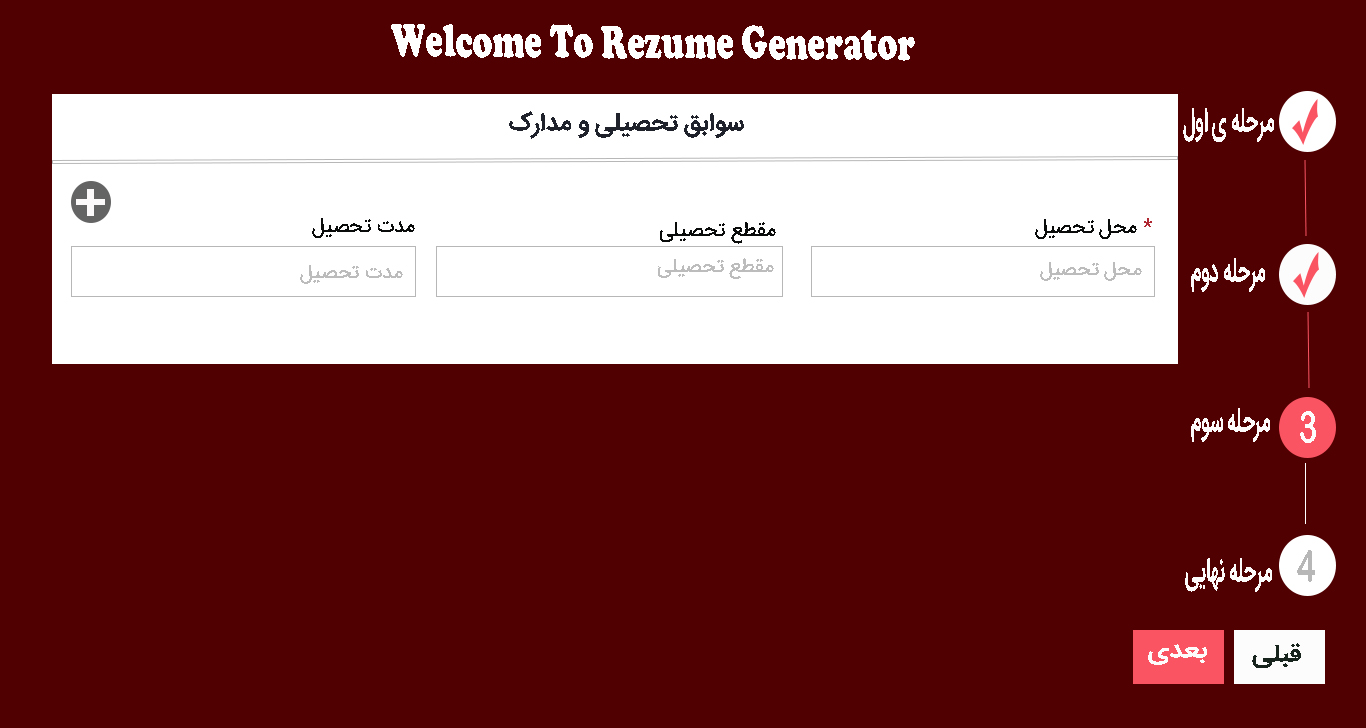 Welcome To Rezume Generator
سوابق تحصیلی و مدارک
* محل تحصیل
مقطع تحصیلی
مدت تحصیل
محل تحصیل
مقطع تحصیلی
مدت تحصیل
مرحله ی اول
مرحله دوم
مرحله سوم
3
مرحله نهایی
4
قبلی
بعدی